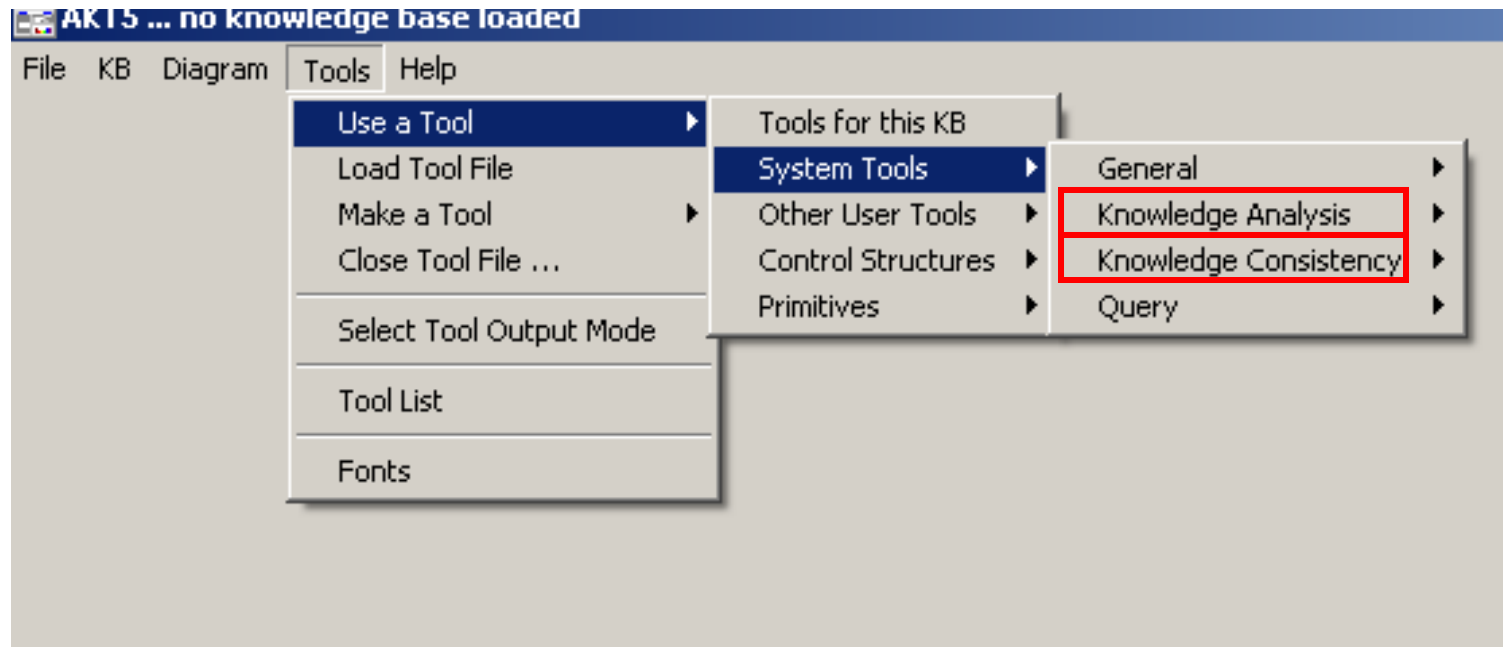 AKT5 ... no knowledge base loaded
File KB Diagram Tools Help
Use a Tool
Load Tool File
Make a Tool
Close Tool File ...
Select Tool Output Mode
Tool List
Fonts
Tools for this KB
System Tools
Other User Tools
Control Structures
Primitives
General
Knowledge Analysis
Knowledge Consistency
Query